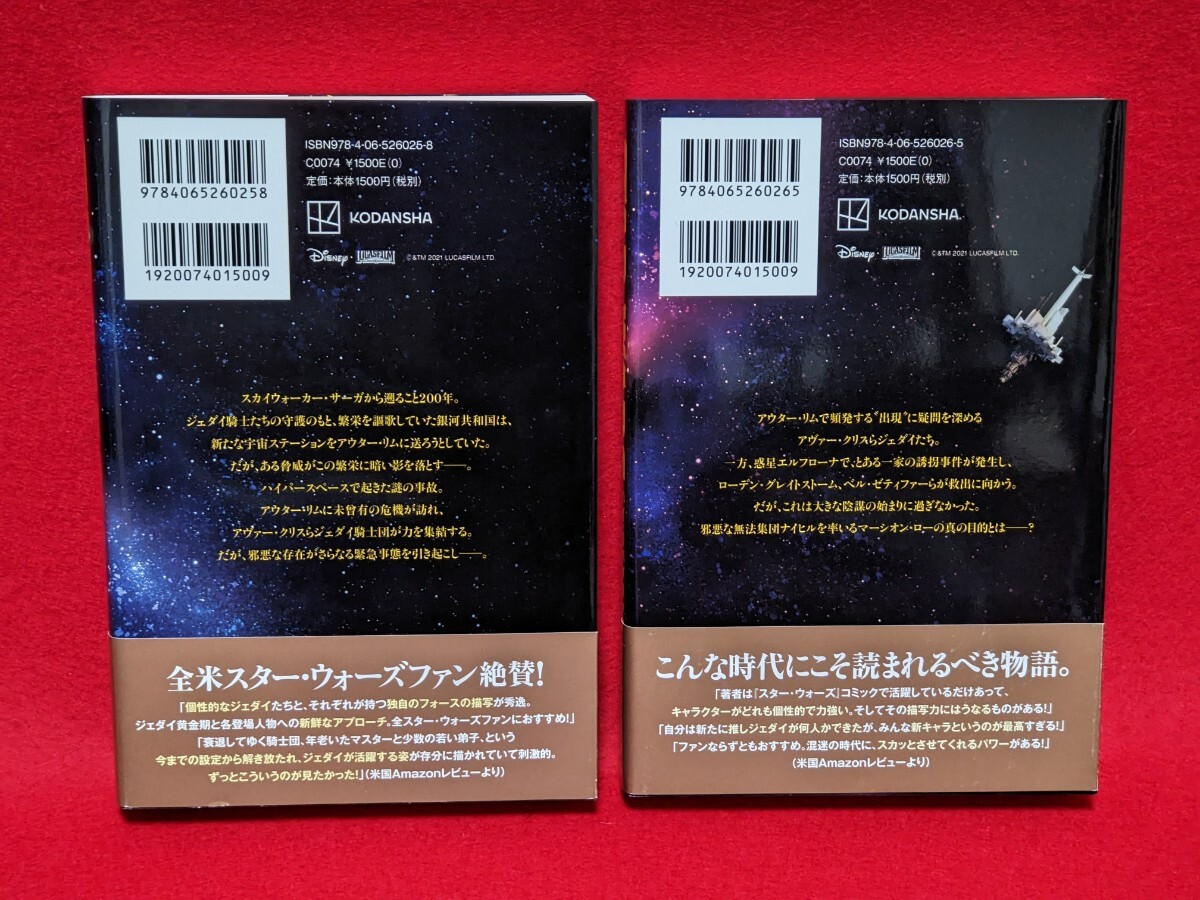 9784065260258
1920074015009
ISBN978-4-06-526025-8
C0074 ¥1500E(0)
定価:本体1500円(税別)
KODANSHA
Disney LUCASFILM ©&TM 2021 LUCASFILM LTD.
スカイウォーカー・サーガから遡ること200年。
ジェダイ騎士たちの守護のもと、繁栄を謳歌していた銀河共和国は、
新たな宇宙ステーションをアウター・リムに送ろうとしていた。
だが、ある脅威がこの繁栄に暗い影を落とす——。
ハイパースペースで起きた謎の事故。
アウター・リムに未曾有の危機が訪れ、
アヴァー・クリスらジェダイ騎士団が力を集結する。
だが、邪悪な存在がさらなる緊急事態を引き起こし——。
全米スター・ウォーズファン絶賛!
「個性的なジェダイたちと、それぞれが持つ独自のフォースの描写が秀逸。
ジェダイ黄金期と各登場人物への新鮮なアプローチ。全スター・ウォーズファンにおすすめ!」
「衰退してゆく騎士団、年老いたマスターと少数の若い弟子、という
今までの設定から解き放たれ、ジェダイが活躍する姿が存分に描かれていて刺激的。
ずっとこういうのが見たかった!」(米国Amazonレビューより)
9784065260265
1920074015009
ISBN978-4-06-526026-5
C0074 ¥1500E(0)
定価:本体1500円(税別)
KODANSHA
Disney LUCASFILM ©&TM 2021 LUCASFILM LTD.
アウター・リムで頻発する“出現”に疑問を深める
アヴァー・クリスらジェダイたち。
一方、惑星エルフローナで、とある一家の誘拐事件が発生し、
ローデン・グレイトストーム、ベル・ゼティファーらが救出に向かう。
だが、これは大きな陰謀の始まりに過ぎなかった。
邪悪な無法集団ナイヒルを率いるマーシオン・ローの真の目的とは——?
こんな時代にこそ読まれるべき物語。
「著者は『スター・ウォーズ』コミックで活躍しているだけあって、
キャラクターがどれも個性的で力強い。そしてその描写力にはうなるものがある!」
「自分は新たに推しジェダイが何人かできたが、みんな新キャラというのが最高すぎる!」
「ファンならずともおすすめ。混迷の時代に、スカッとさせてくれるパワーがある!」
(米国Amazonレビューより)